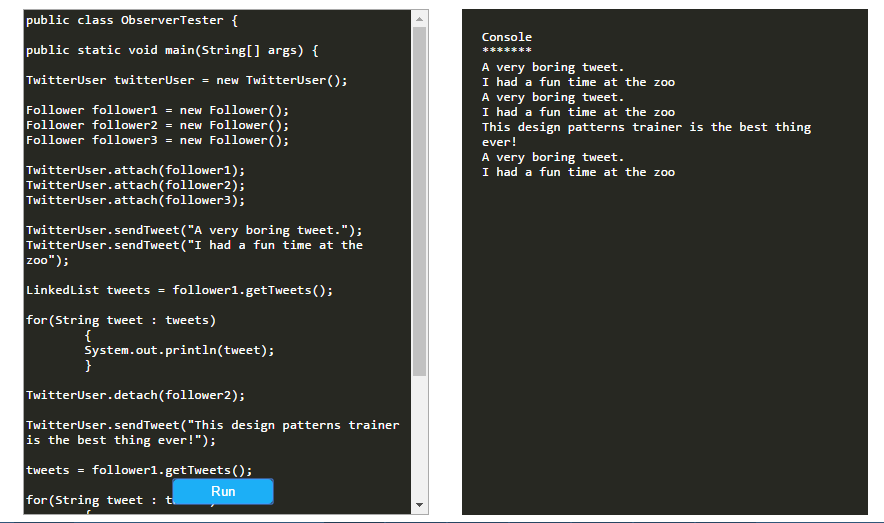 public class ObserverTester {
public static void main(String[] args) {
TwitterUser twitterUser = new TwitterUser();
Follower follower1 = new Follower();
Follower follower2 = new Follower();
Follower follower3 = new Follower();
TwitterUser.attach(follower1);
TwitterUser.attach(follower2);
TwitterUser.attach(follower3);
TwitterUser.sendTweet("A very boring tweet.");
TwitterUser.sendTweet("I had a fun time at the
zoo");
LinkedList tweets = follower1.getTweets();
for(String tweet : tweets)
{
System.out.println(tweet);
}
TwitterUser.detach(follower2);
TwitterUser.sendTweet("This design patterns trainer
is the best thing ever!");
tweets = follower1.getTweets();
for(String tweet :
Run
Console
*******
A very boring tweet.
I had a fun time at the zoo
A very boring tweet.
I had a fun time at the zoo
This design patterns trainer is the best thing
ever!
A very boring tweet.
I had a fun time at the zoo